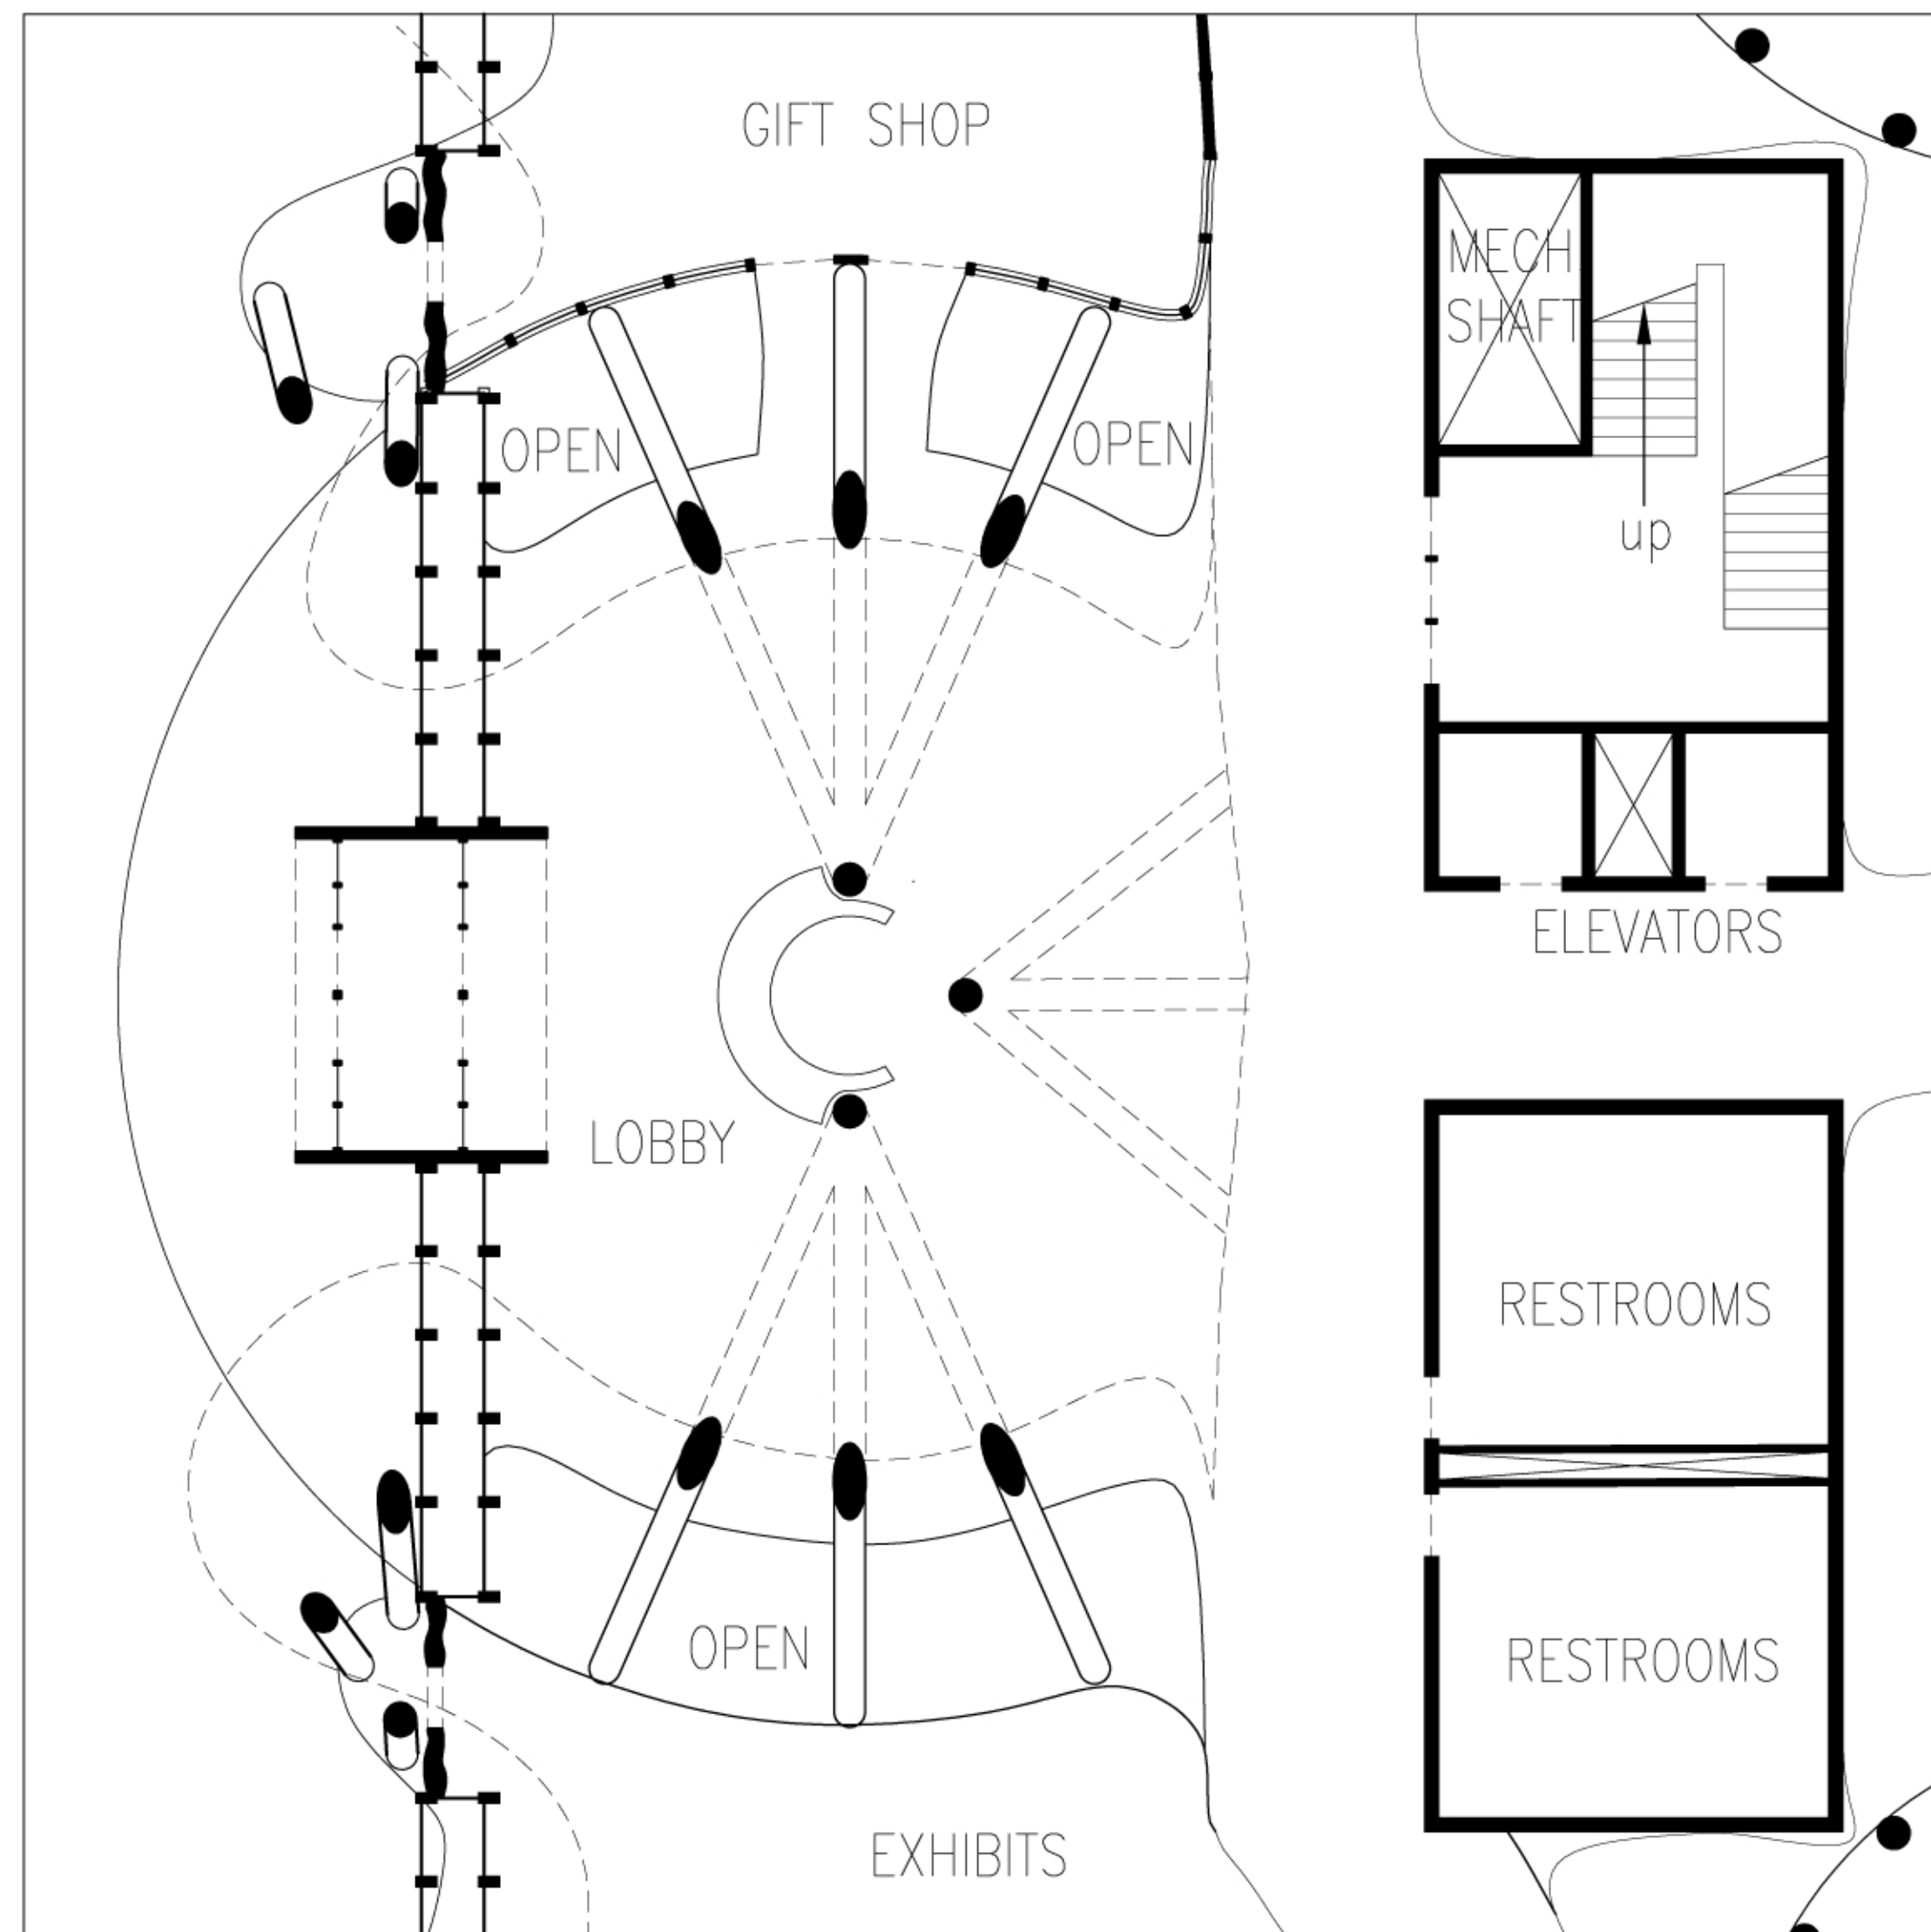 GIFT SHOP
MECH
SHAFT
OPEN
OPEN
up
ELEVATORS
LOBBY
RESTROOMS
OPEN
RESTROOMS
EXHIBITS